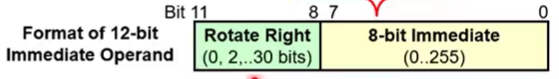 Bit 11 8 7 0
Format of 12-bit Rotate Right 8-bit Immediate
Immediate Operand (0, 2,..30 bits) (0..255)